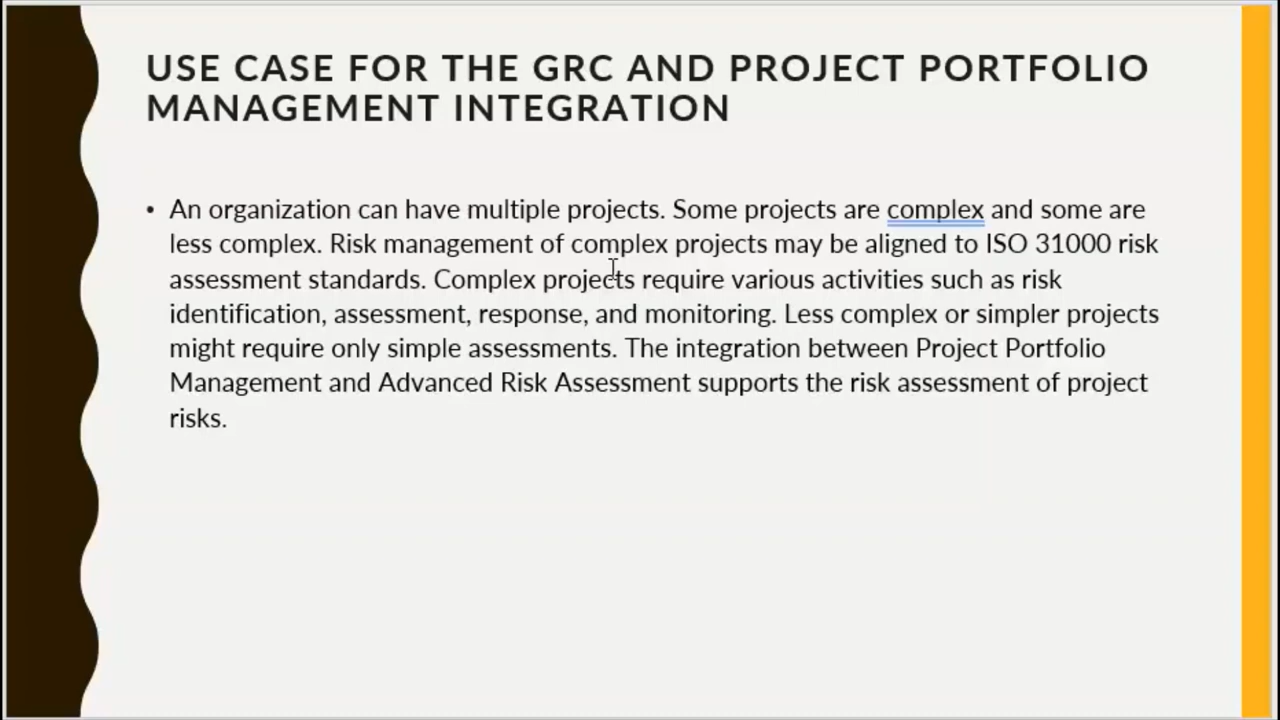 USE CASE FOR THE GRC AND PROJECT PORTFOLIO
MANAGEMENT INTEGRATION
• An organization can have multiple projects. Some projects are complex and some are
less complex. Risk management of complex projects may be aligned to ISO 31000 risk
assessment standards. Complex projects require various activities such as risk
identification, assessment, response, and monitoring. Less complex or simpler projects
might require only simple assessments. The integration between Project Portfolio
Management and Advanced Risk Assessment supports the risk assessment of project
risks.